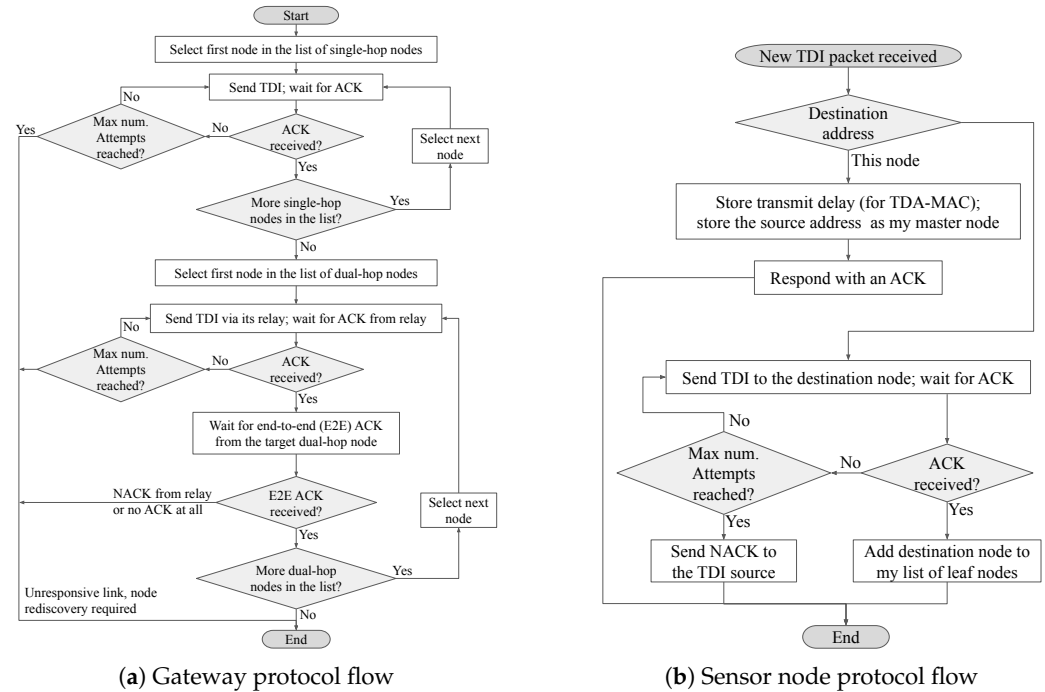 Start
Select first node in the list of single-hop nodes
Send TDI; wait for ACK
No
Yes
Max num.
Attempts
reached?
No
ACK
received?
Select next
node
Yes
More single-hop
nodes in the list?
Yes
No
Select first node in the list of dual-hop nodes
Send TDI via its relay; wait for ACK from relay
No
Max num.
Attempts
reached?
No
ACK
received?
Yes
Wait for end-to-end (E2E) ACK
from the target dual-hop node
NACK from relay
or no ACK at all
E2E ACK
received?
Select next
node
Yes
More dual-hop
nodes in the list?
Yes
Unresponsive link, node
rediscovery required
No
End
(a) Gateway protocol flow
New TDI packet received
Destination
address
This node
Store transmit delay (for TDA-MAC);
store the source address as my master node
Respond with an ACK
Send TDI to the destination node; wait for ACK
No
Max num.
Attempts
reached?
No
ACK
received?
Yes
Yes
Send NACK to
the TDI source
Add destination node to
my list of leaf nodes
End
(b) Sensor node protocol flow